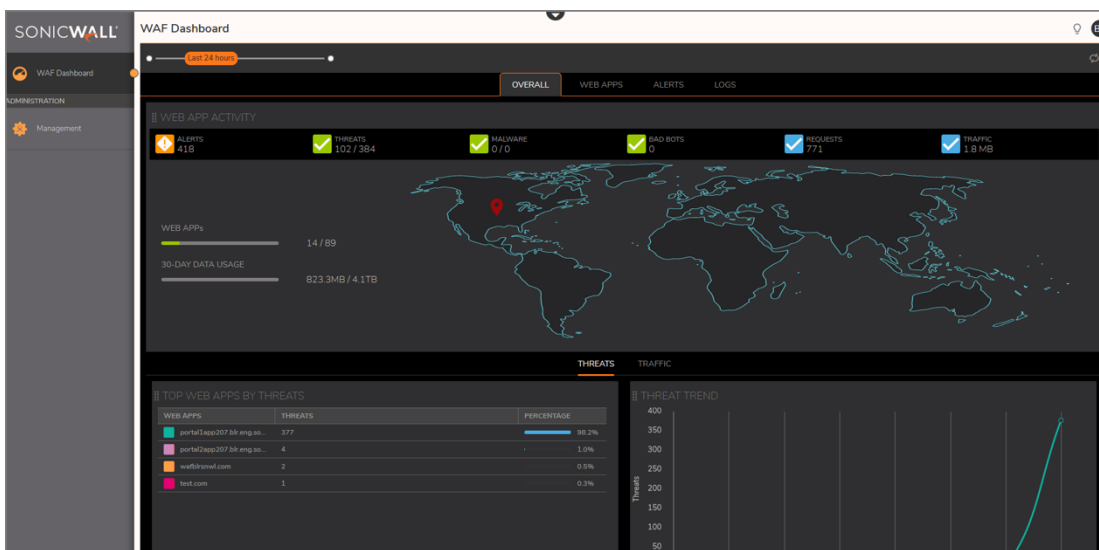 SONICWALL
WAF Dashboard
Last 24 hours
WAF Dashboard
ADMINISTRATION
Management
OVERALL WEB APPS ALERTS LOGS
WEB APP ACTIVITY
ALERTS
418
THREATS
102 / 384
MALWARE
0 / 0
BAD BOTS
0
REQUESTS
771
TRAFFIC
1.8 MB
WEB APPs
14 / 89
30-DAY DATA USAGE
823.3MB / 4.1TB
THREATS TRAFFIC
TOP WEB APPS BY THREATS
WEB APPS THREATS PERCENTAGE
portal1app207.blr.eng.so... 377 98.2%
portal2app207.blr.eng.so... 4 1.0%
wafblrsnwl.com 2 0.5%
test.com 1 0.3%
THREAT TREND
Threats
400
350
300
250
200
150
100
50